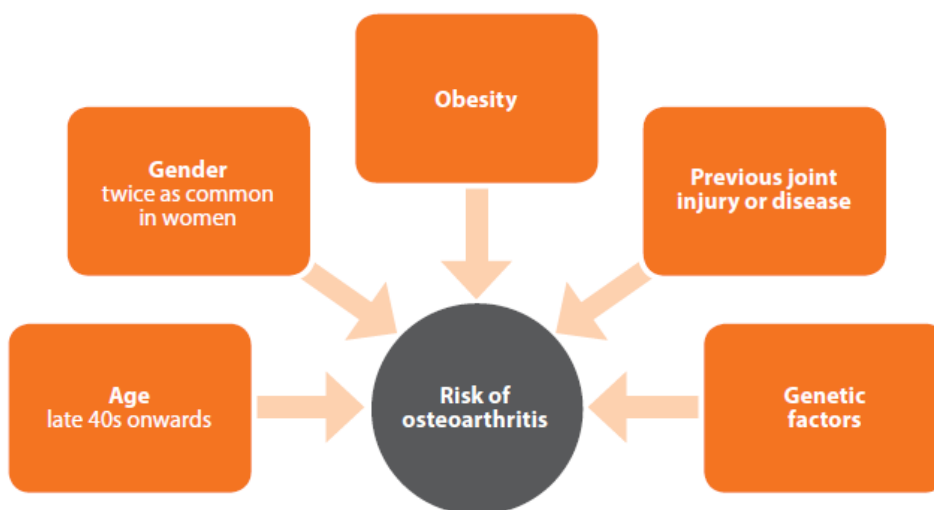 Obesity
Gender
twice as common
in women
Previous joint
injury or disease
Age
late 40s onwards
Risk of
osteoarthritis
Genetic
factors